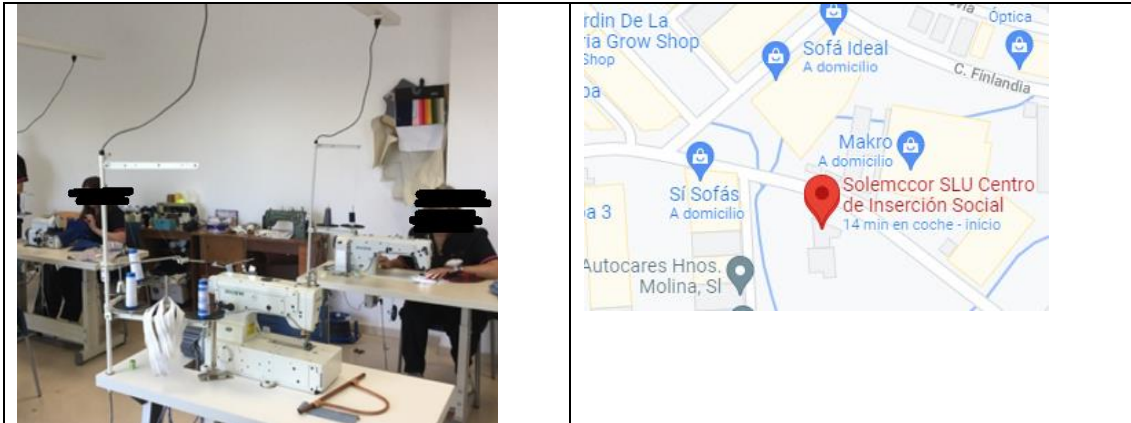 rdin De La
ria Grow Shop
Shop
Sofá Ideal
A domicilio
Óptica
C. Finlandia
Makro
A domicilio
Sí Sofás
A domicilio
Solemccor SLU Centro
de Inserción Social
14 min en coche - inicio
a 3
Autocares Hnos.
Molina, Sl